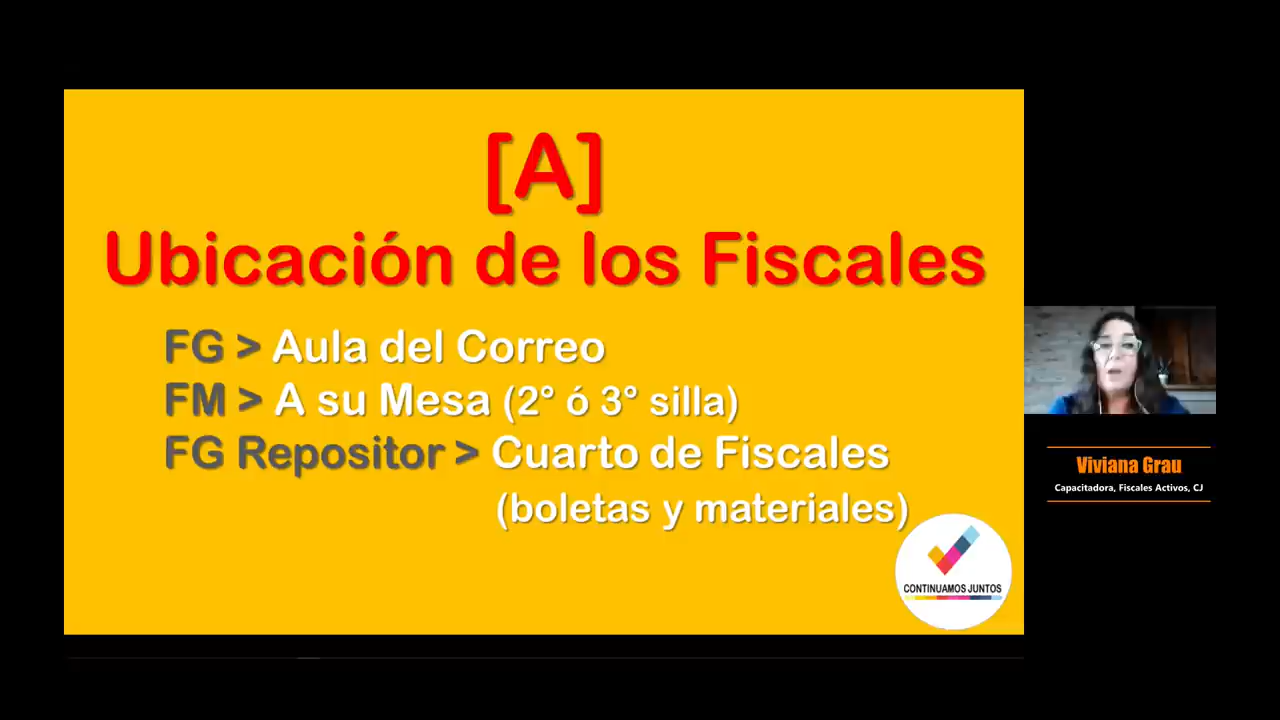 [A]
Ubicación de los Fiscales
FG > Aula del Correo
FM > A su Mesa (2° ó 3° silla)
FG Repositor > Cuarto de Fiscales
(boletas y materiales)
CONTINUAMOS JUNTOS
Viviana Grau
Capacitadora, Fiscales Activos, CJ